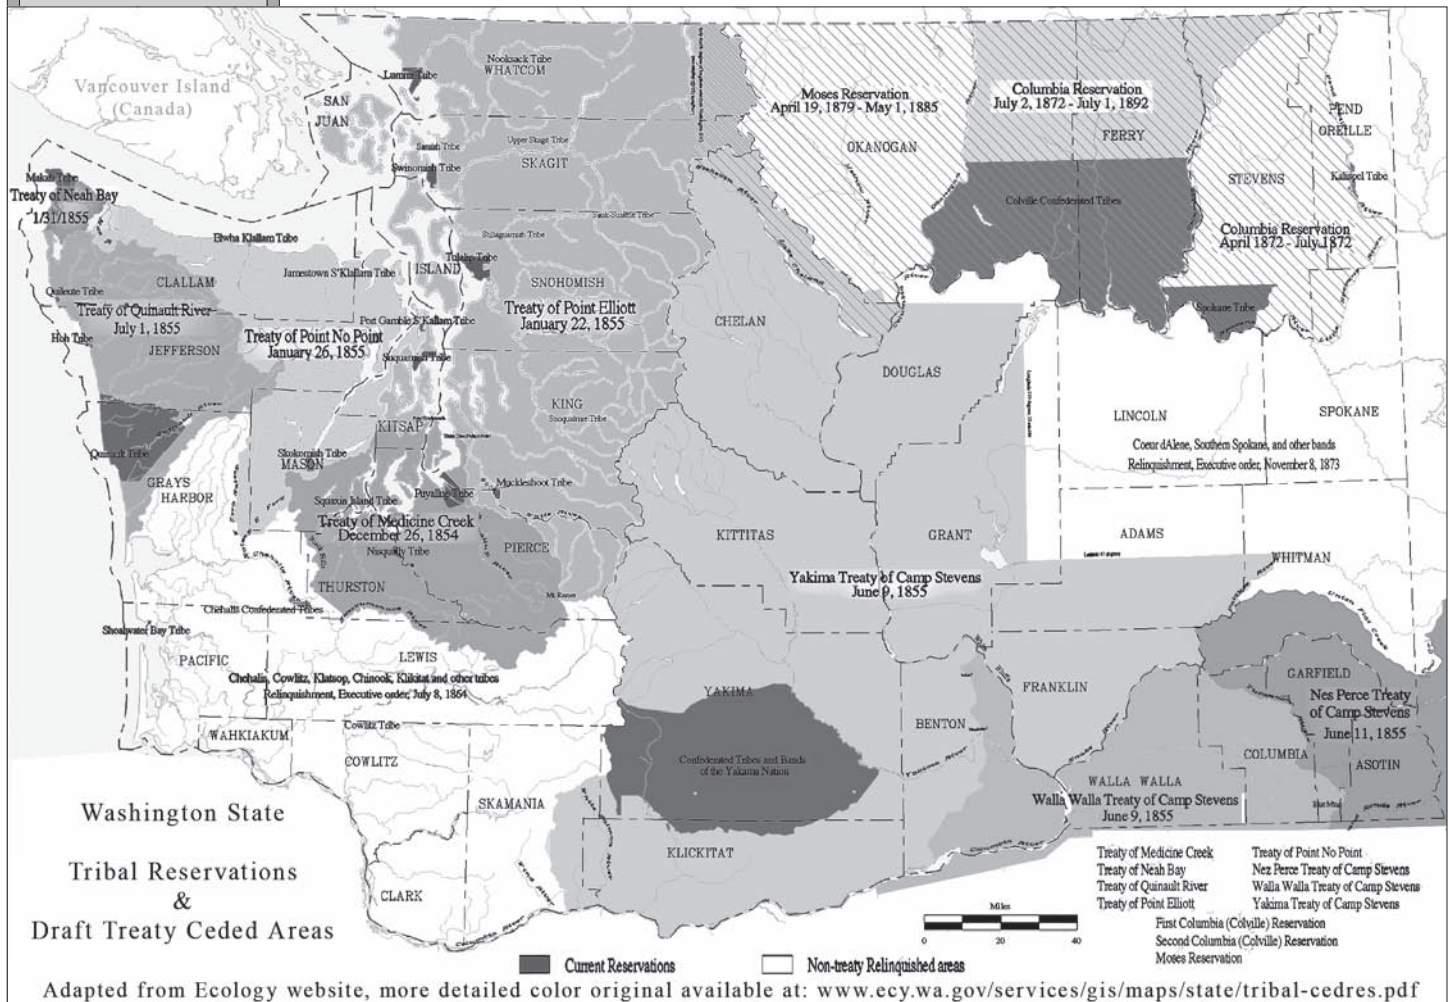 Vancouver Island
(Canada)
SAN
JUAN
Lummi Tribe
Nooksack Tribe
WHATCOM
Upper Skagit Tribe
SKAGIT
Samish Tribe
Swinomish Tribe
Sauk-Suiattle Tribe
Stillaguamish Tribe
Tulalip Tribe
ISLAND
SNOHOMISH
Treaty of Point Elliott
January 22, 1855
Moses Reservation
April 19, 1879 - May 1, 1885
OKANOGAN
Columbia Reservation
July 2, 1872 - July 1, 1892
FERRY
Colville Confederated Tribes
PEND
OREILLE
STEVENS
Kalispel Tribe
Columbia Reservation
April 1872 - July 1872
Spokane Tribe
Makah Tribe
Treaty of Neah Bay
1/31/1855
Elwha Klallam Tribe
CLALLAM
Jamestown S'Klallam Tribe
Quileute Tribe
Treaty of Quinault River
July 1, 1855
Hoh Tribe
JEFFERSON
Port Gamble S'Kallam Tribe
Treaty of Point No Point
January 26, 1855
Suquamish Tribe
KING
Snoqualmie Tribe
KITSAP
CHELAN
DOUGLAS
LINCOLN
SPOKANE
Coeur dAlene, Southern Spokane, and other bands
Relinquishment, Executive order, November 8, 1873
Quinault Tribe
GRAYS
HARBOR
Skokomish Tribe
MASON
Squaxin Island Tribe
Puyallup Tribe
Muckleshoot Tribe
Treaty of Medicine Creek
December 26, 1854
Nisqually Tribe
PIERCE
THURSTON
Mt. Rainier
KITTITAS
GRANT
ADAMS
WHITMAN
Yakima Treaty of Camp Stevens
June 9, 1855
Chehalis Confederated Tribes
Shoalwater Bay Tribe
PACIFIC
LEWIS
Chehalis, Cowlitz, Klatsop, Chinook, Klikitat and other tribes
Relinquishment, Executive order, July 8, 1864
Cowlitz Tribe
WAHKIAKUM
COWLITZ
SKAMANIA
CLARK
YAKIMA
Confederated Tribes and Bands
of the Yakama Nation
KLICKITAT
BENTON
Yakima River
FRANKLIN
Snake River
Columbia River
Union Flat Creek
GARFIELD
Nes Perce Treaty
of Camp Stevens
June 11, 1855
COLUMBIA
ASOTIN
WALLA WALLA
Walla Walla Treaty of Camp Stevens
June 9, 1855
Washington State
Tribal Reservations
&
Draft Treaty Ceded Areas
Treaty of Medicine Creek
Treaty of Neah Bay
Treaty of Quinault River
Treaty of Point Elliott
Treaty of Point No Point
Nez Perce Treaty of Camp Stevens
Walla Walla Treaty of Camp Stevens
Yakima Treaty of Camp Stevens
First Columbia (Colville) Reservation
Second Columbia (Colville) Reservation
Moses Reservation
Miles
0 20 40
Current Reservations
Non-treaty Relinquished areas
Adapted from Ecology website, more detailed color original available at: www.ecy.wa.gov/services/gis/maps/state/tribal-cedres.pdf